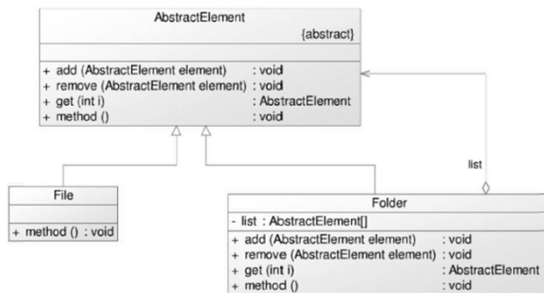 AbstractElement
{abstract}
+ add (AbstractElement element) : void
+ remove (AbstractElement element) : void
+ get (int i) : AbstractElement
+ method () : void
list
File
+ method () : void
Folder
- list : AbstractElement[]
+ add (AbstractElement element) : void
+ remove (AbstractElement element) : void
+ get (int i) : AbstractElement
+ method () : void